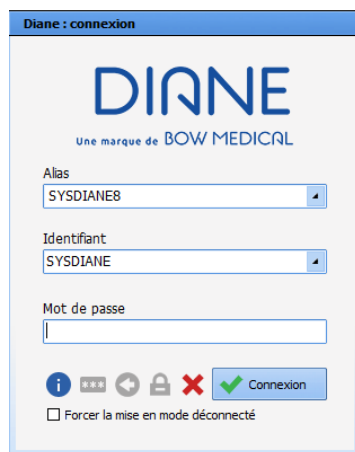 Diane : connexion
DIANE
Une marque de BOW MEDICAL
Alias
SYSDIANE8
Identifiant
SYSDIANE
Mot de passe
i *** Connexion
Forcer la mise en mode déconnecté